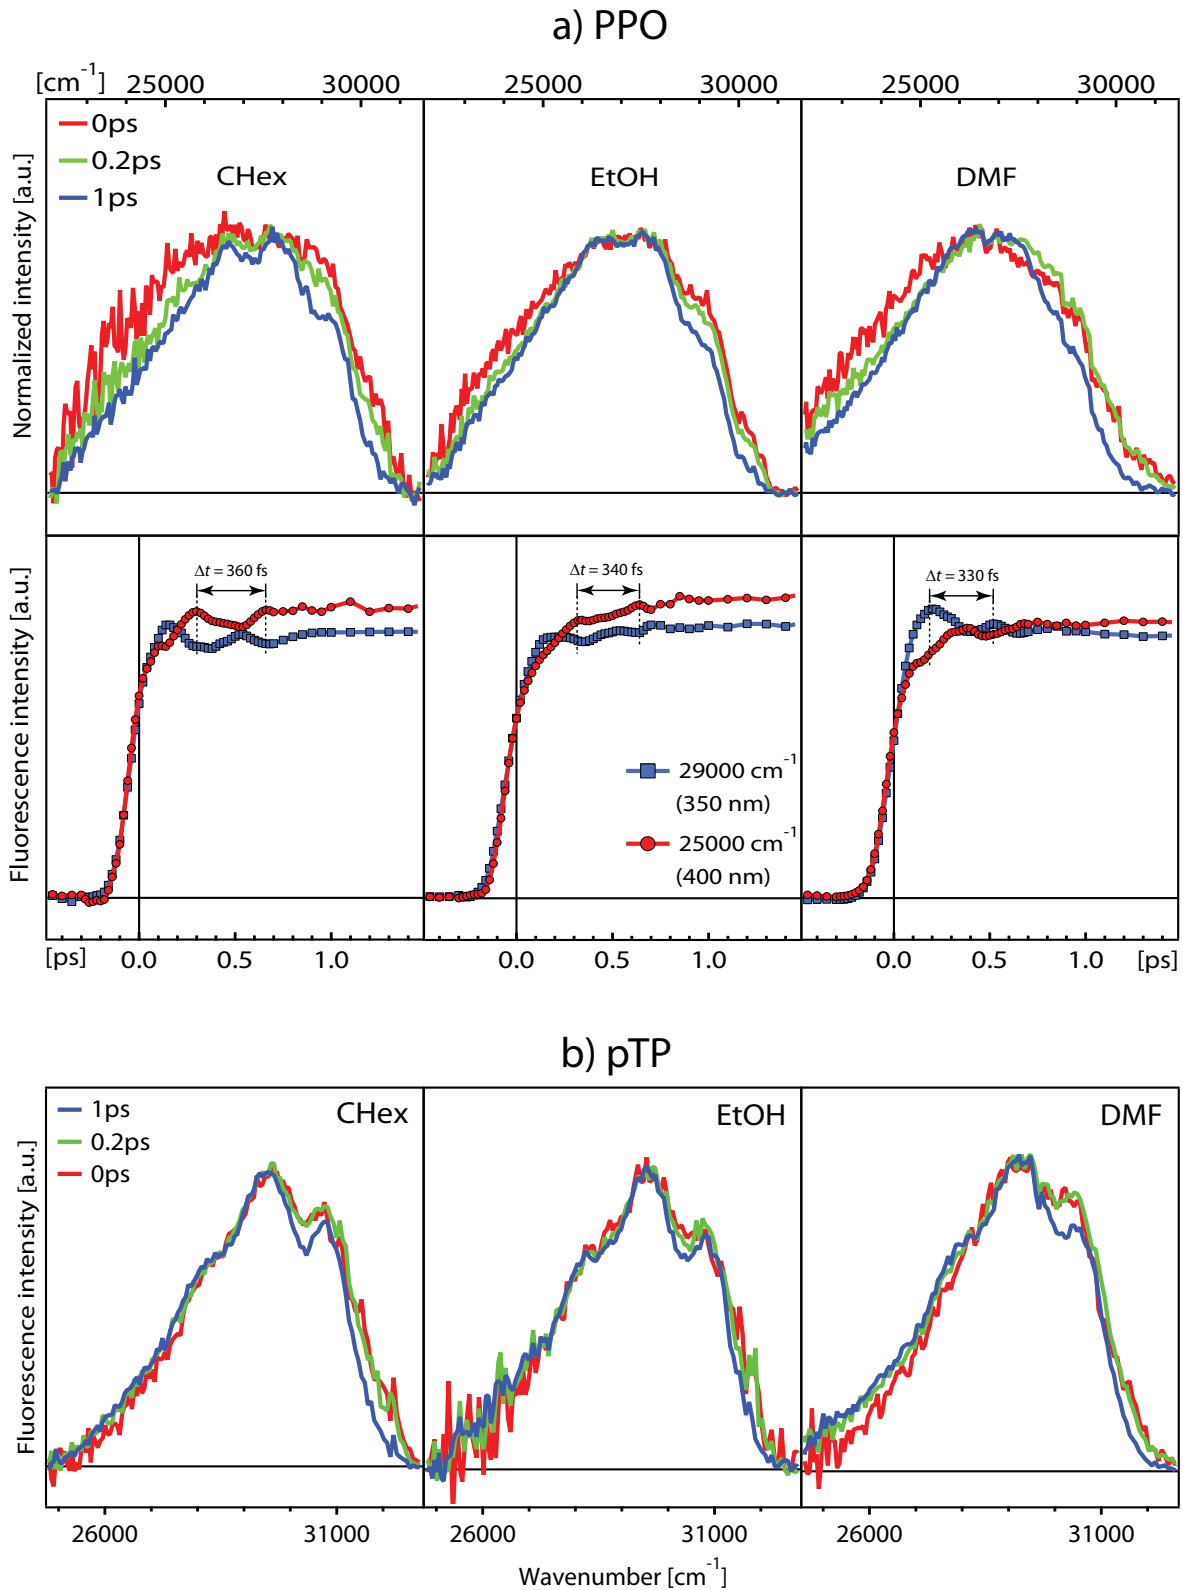 a) PPO
[cm⁻¹] 25000 30000 25000 30000 25000 30000
Normalized intensity [a.u.]
0ps
0.2ps
1ps
CHex
EtOH
DMF
Fluorescence intensity [a.u.]
Δt = 360 fs
Δt = 340 fs
Δt = 330 fs
29000 cm⁻¹
(350 nm)
25000 cm⁻¹
(400 nm)
[ps] 0.0 0.5 1.0 0.0 0.5 1.0 0.0 0.5 1.0 [ps]
b) pTP
Fluorescence intensity [a.u.]
1ps
0.2ps
0ps
CHex
EtOH
DMF
26000 31000 26000 31000 26000 31000
Wavenumber [cm⁻¹]